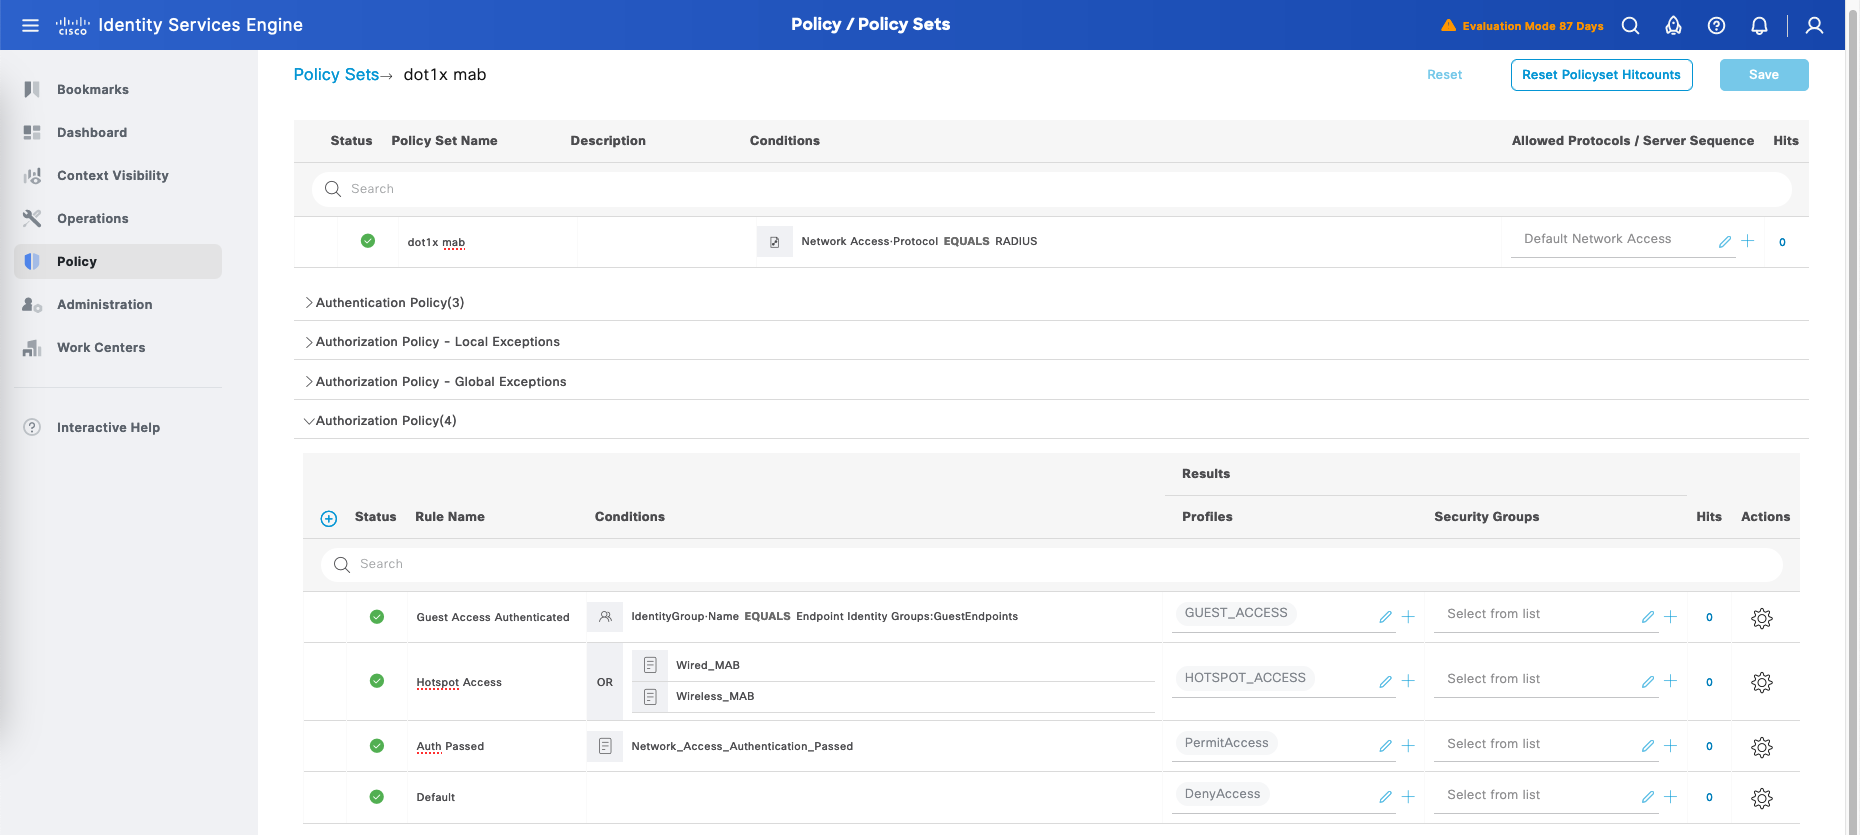 cisco Identity Services Engine
Policy / Policy Sets
Evaluation Mode 87 Days
Bookmarks
Dashboard
Context Visibility
Operations
Policy
Administration
Work Centers
Interactive Help
Policy Sets→ dot1x mab
Reset
Reset Policyset Hitcounts
Save
Status Policy Set Name Description Conditions Allowed Protocols / Server Sequence Hits
Search
dot1x mab Network Access·Protocol EQUALS RADIUS Default Network Access 0
Authentication Policy(3)
Authorization Policy - Local Exceptions
Authorization Policy - Global Exceptions
Authorization Policy(4)
Results
Status Rule Name Conditions Profiles Security Groups Hits Actions
Search
Guest Access Authenticated IdentityGroup·Name EQUALS Endpoint Identity Groups:GuestEndpoints GUEST_ACCESS Select from list 0
Wired_MAB
Hotspot Access OR HOTSPOT_ACCESS Select from list 0
Wireless_MAB
Auth Passed Network_Access_Authentication_Passed PermitAccess Select from list 0
Default DenyAccess Select from list 0